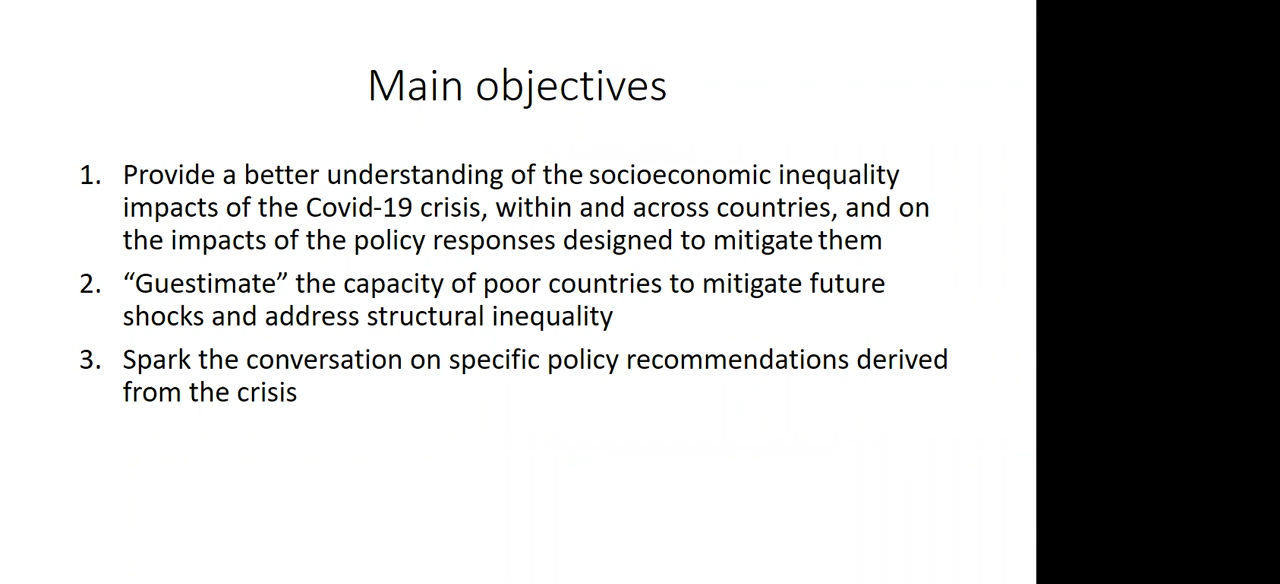 Main objectives
1. Provide a better understanding of the socioeconomic inequality
impacts of the Covid-19 crisis, within and across countries, and on
the impacts of the policy responses designed to mitigate them
2. “Guestimate” the capacity of poor countries to mitigate future
shocks and address structural inequality
3. Spark the conversation on specific policy recommendations derived
from the crisis